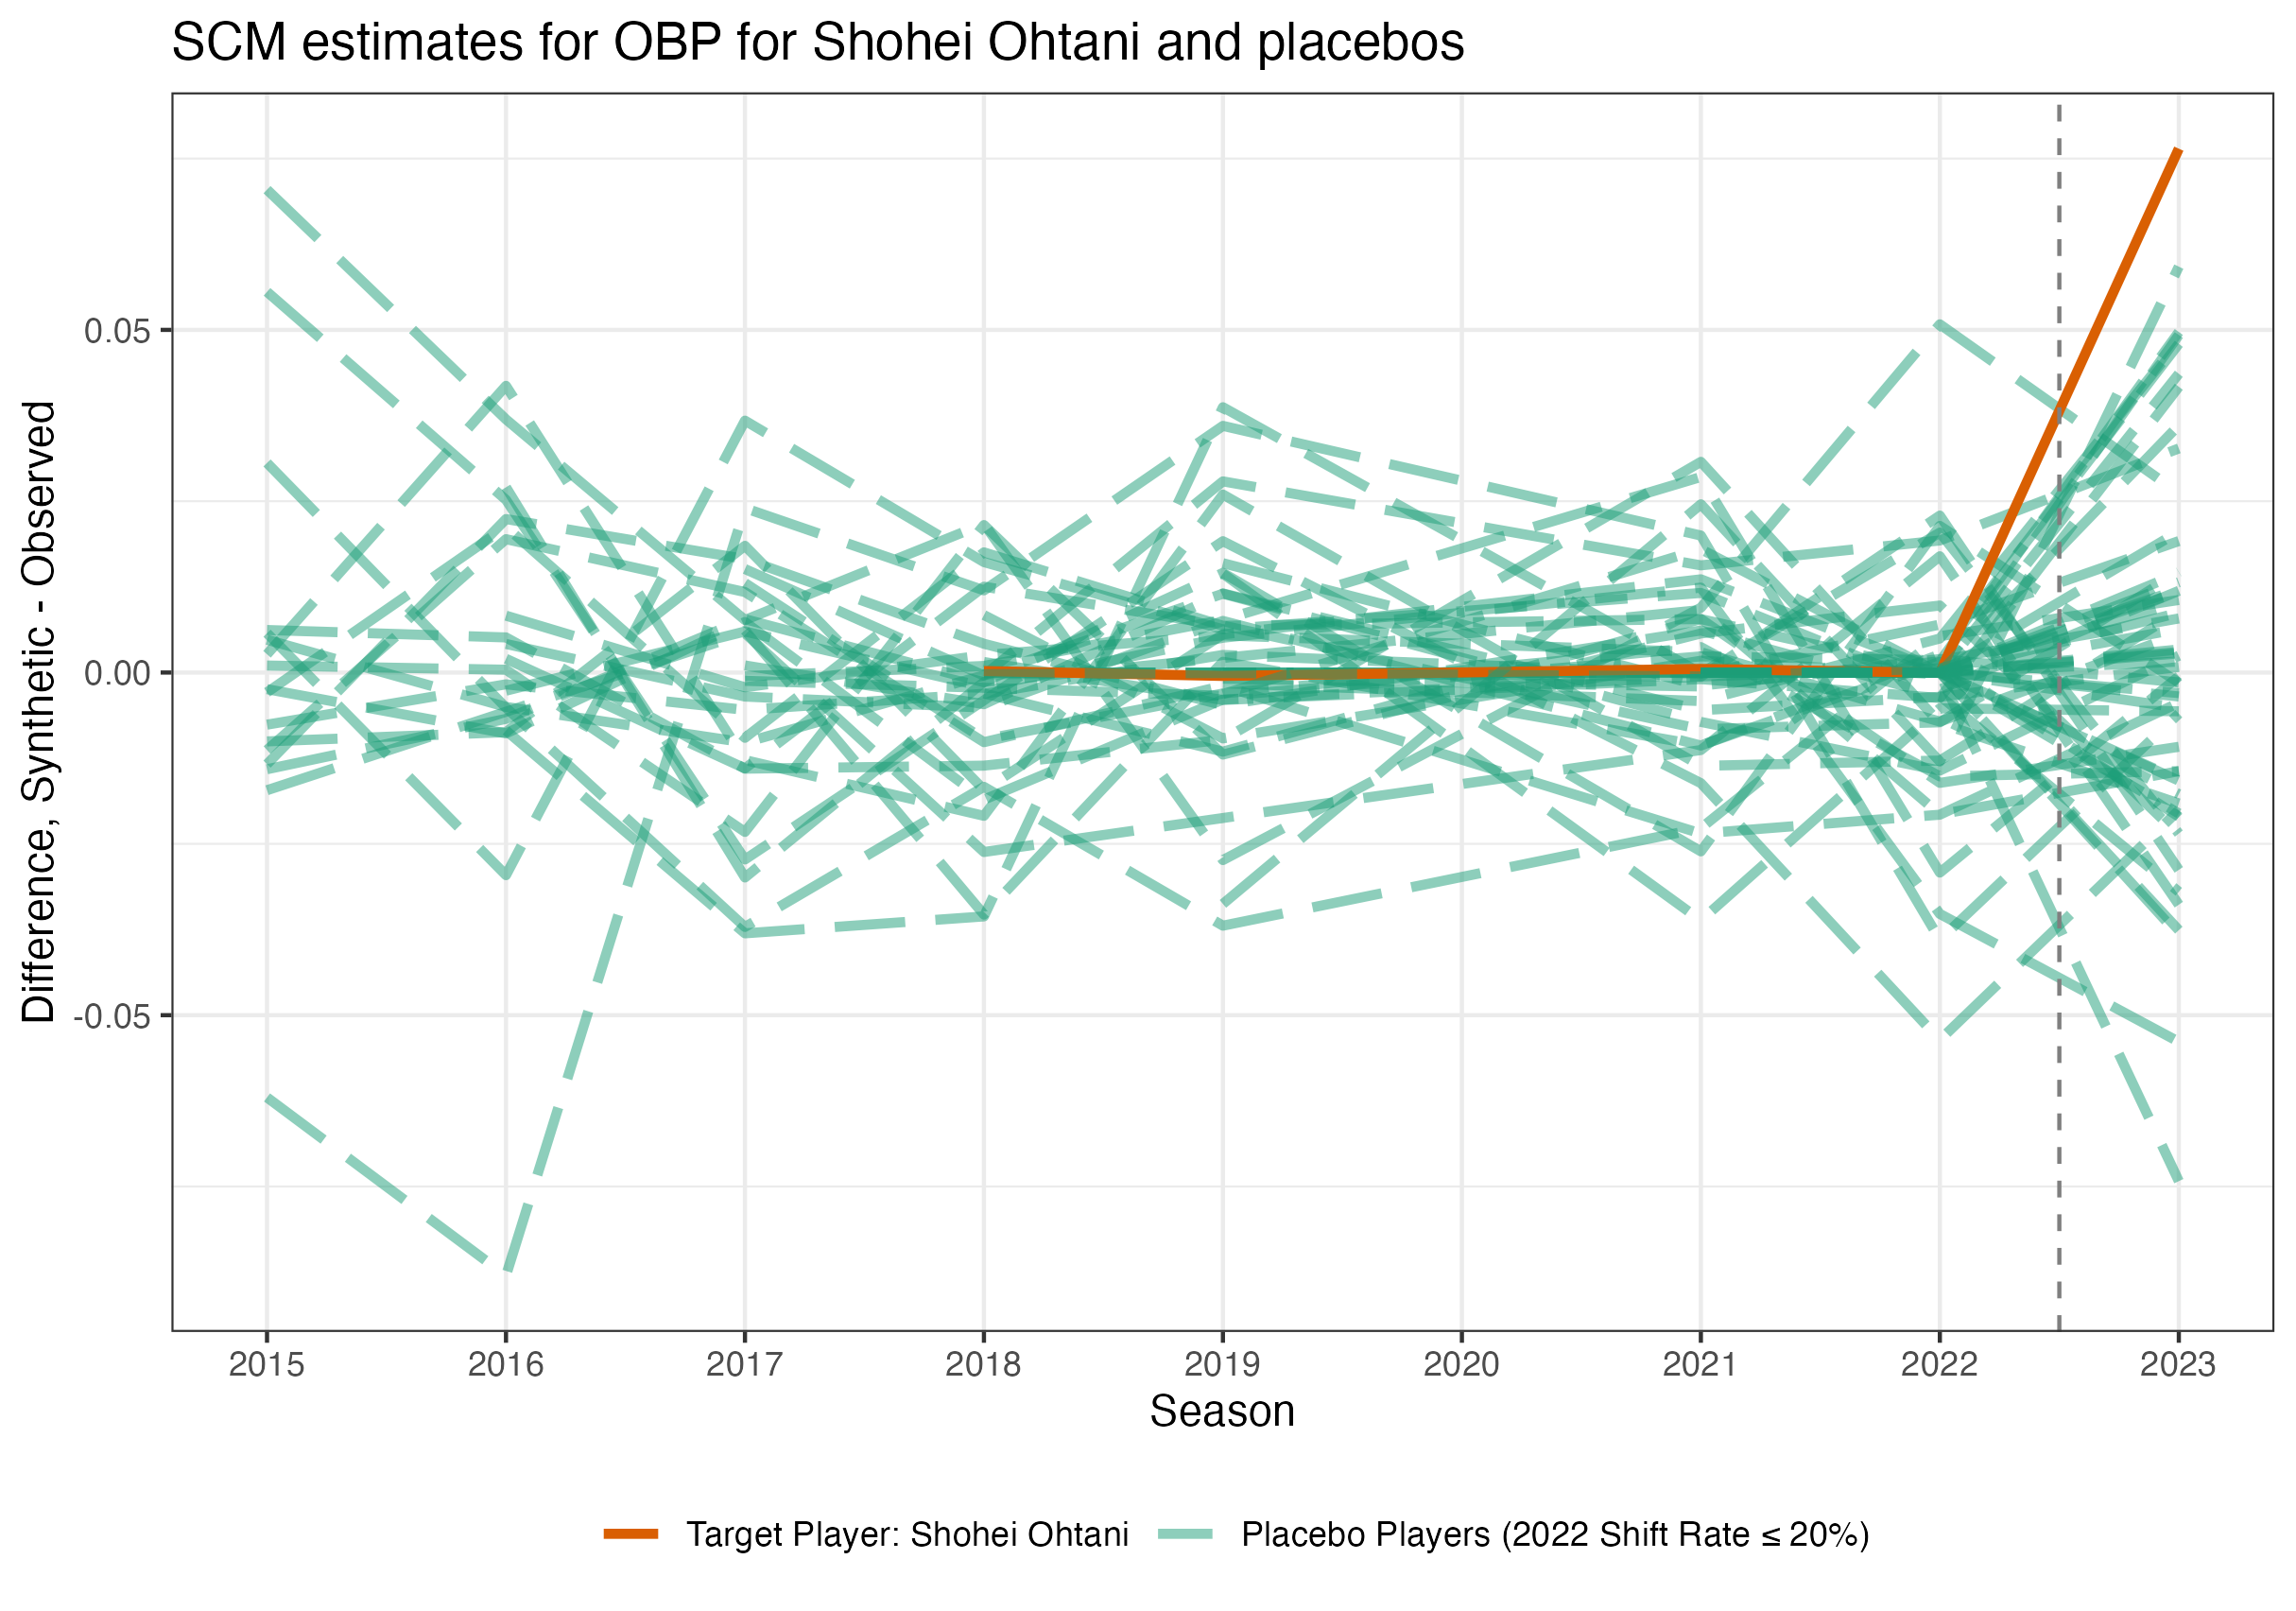 SCM estimates for OBP for Shohei Ohtani and placebos
Difference, Synthetic - Observed
0.05
0.00
-0.05
2015 2016 2017 2018 2019 2020 2021 2022 2023
Season
Target Player: Shohei Ohtani Placebo Players (2022 Shift Rate ≤ 20%)